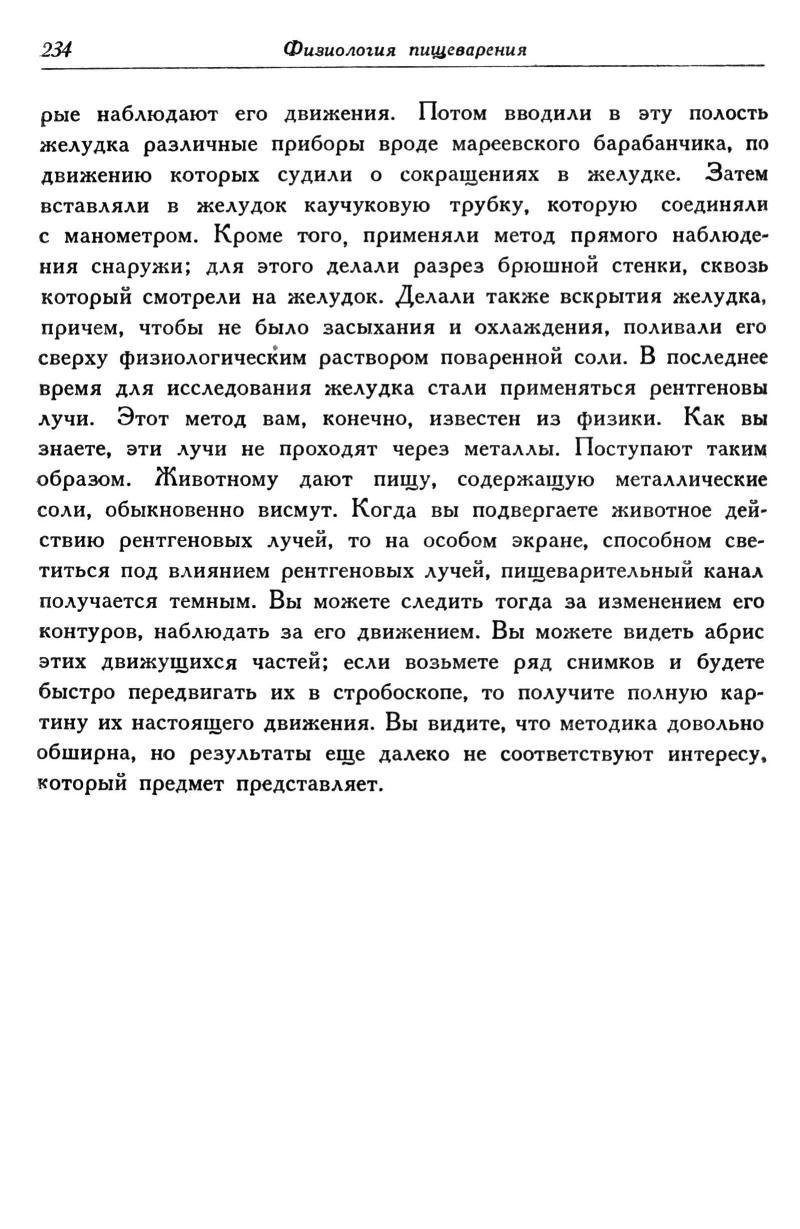 234 Физиология пищеварения
рые наблюдают его движения. Потом вводили в эту полость
желудка различные приборы вроде мареевского барабанчика, по
движению которых судили о сокращениях в желудке. Затем
вставляли в желудок каучуковую трубку, которую соединяли
с манометром. Кроме того, применяли метод прямого наблюде-
ния снаружи; для этого делали разрез брюшной стенки, сквозь
который смотрели на желудок. Делали также вскрытия желудка,
причем, чтобы не было засыхания и охлаждения, поливали его
сверху физиологическим раствором поваренной соли. В последнее
время для исследования желудка стали применяться рентгеновы
лучи. Этот метод вам, конечно, известен из физики. Как вы
знаете, эти лучи не проходят через металлы. Поступают таким
образом. Животному дают пищу, содержащую металлические
соли, обыкновенно висмут. Когда вы подвергаете животное дей-
ствию рентгеновых лучей, то на особом экране, способном све-
титься под влиянием рентгеновых лучей, пищеварительный канал
получается темным. Вы можете следить тогда за изменением его
контуров, наблюдать за его движением. Вы можете видеть абрис
этих движущихся частей; если возьмете ряд снимков и будете
быстро передвигать их в стробоскопе, то получите полную кар-
тину их настоящего движения. Вы видите, что методика довольно
обширна, но результаты еще далеко не соответствуют интересу,
который предмет представляет.